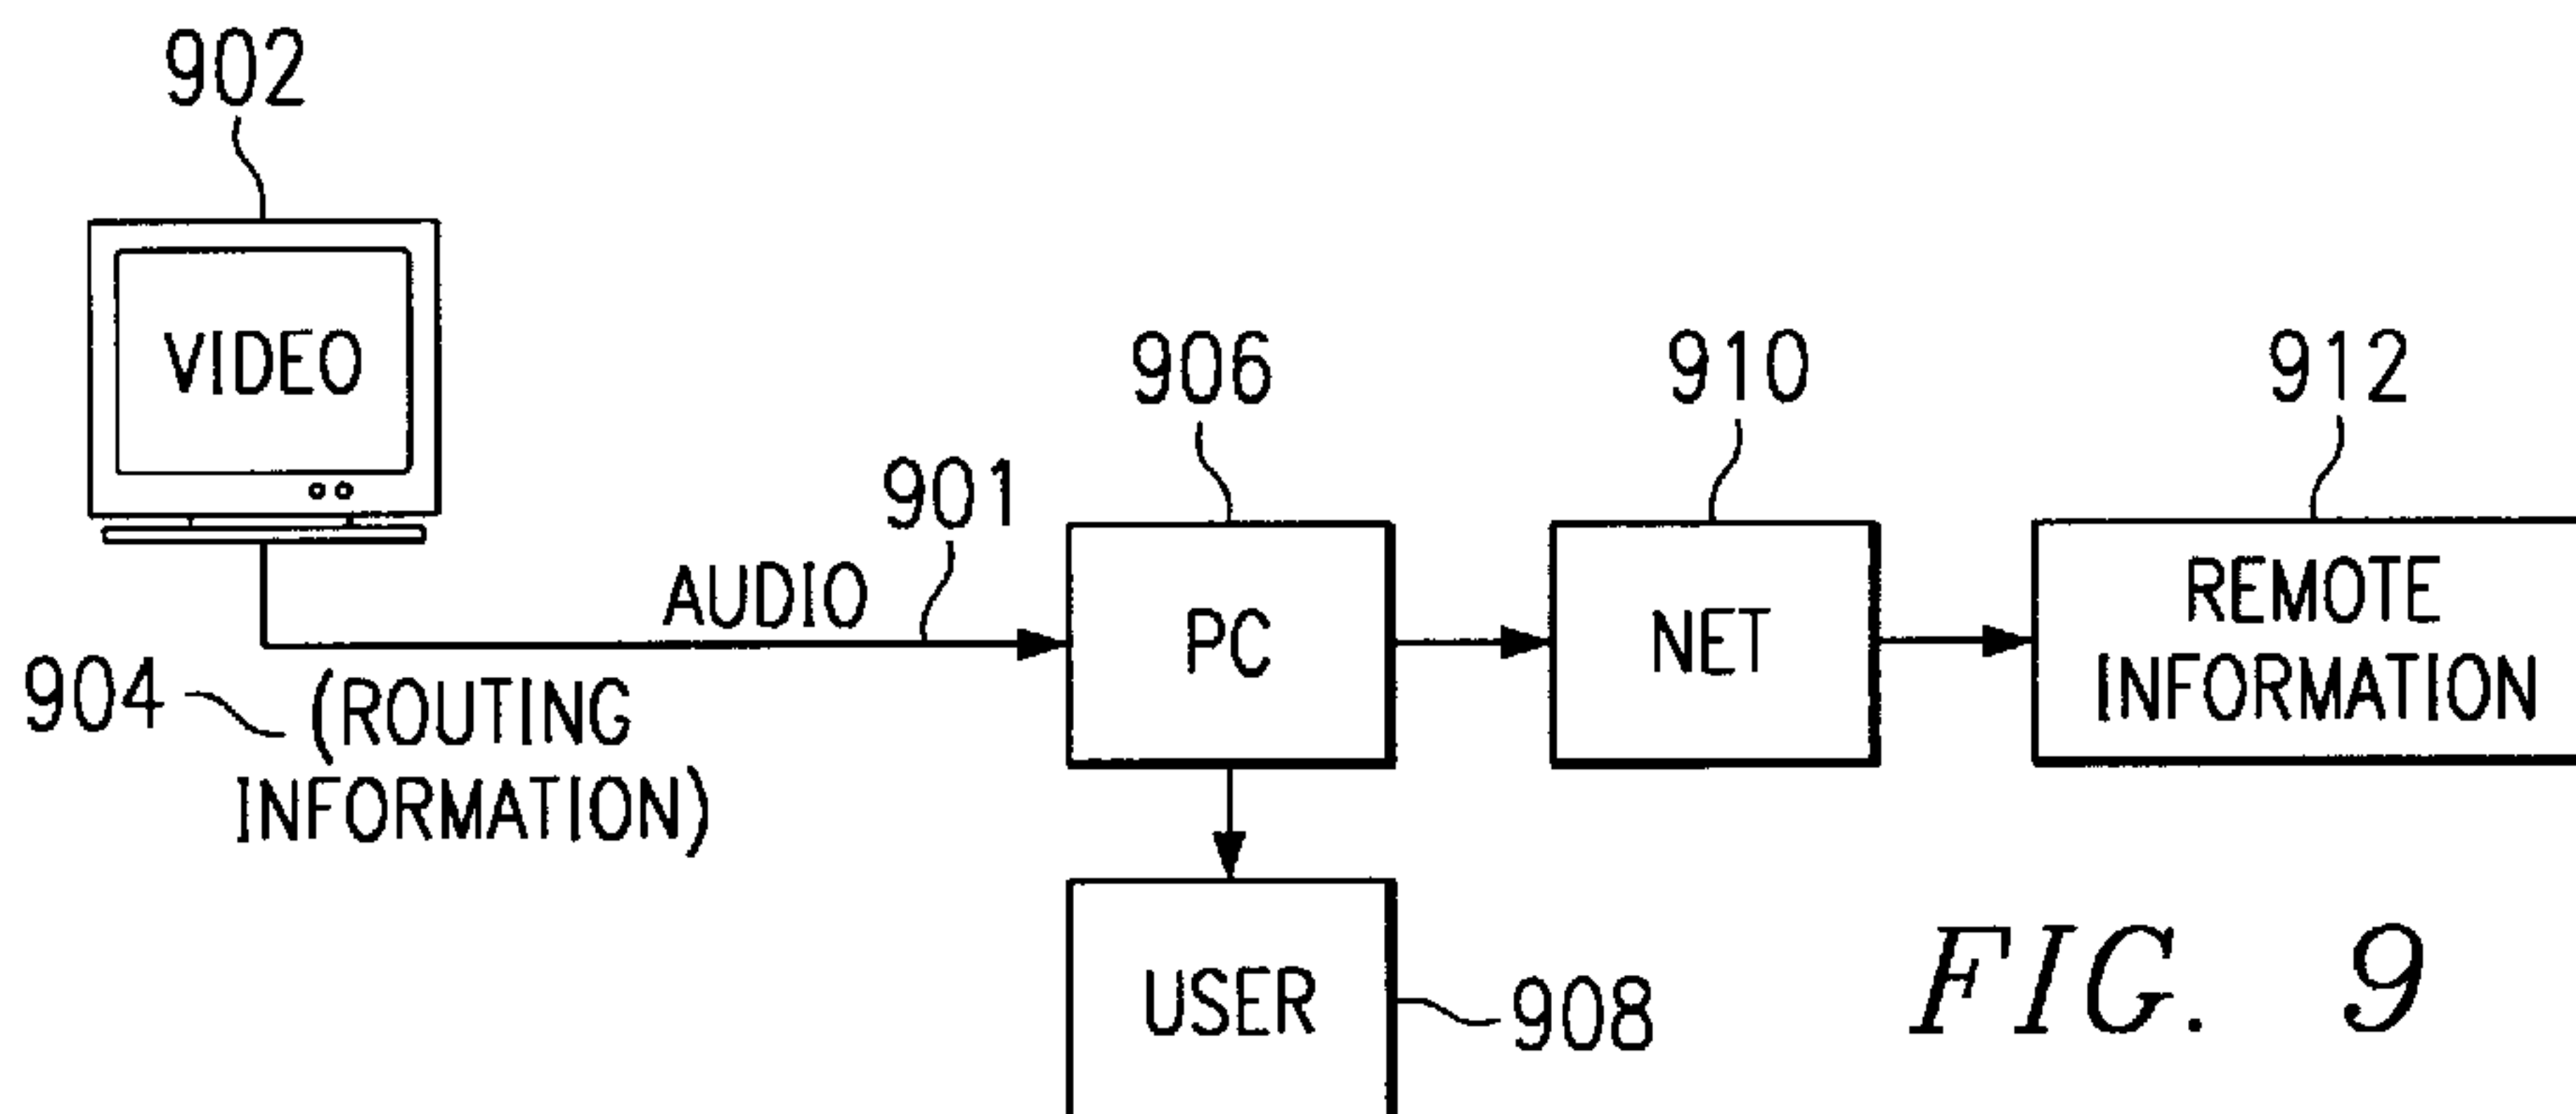 902
VIDEO
906
910
912
901
AUDIO
PC
NET
REMOTE
INFORMATION
904
(ROUTING
INFORMATION)
USER
908
FIG. 9